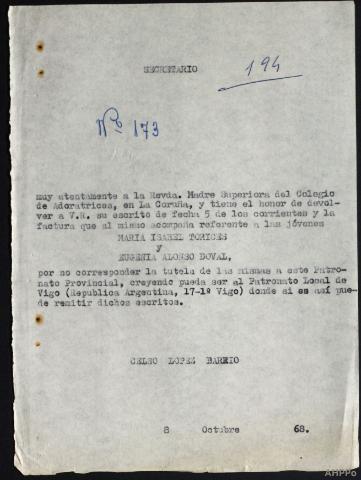 SECRETARIO
194
Nº 173
muy atentamente a la Revda. Madre Superiora del Colegio
de Adoratrices, en La Coruña, y tiene el honor de devol-
ver a V.R. su escrito de fecha 5 de los corrientes y la
factura que al mismo acompaña referente a las jóvenes
MARIA ISABEL TORICES
y
EUGENIA ALONSO DOVAL,
por no corresponder la tutela de las mismas a este Patro-
nato Provincial, creyendo pueda ser al Patronato Local de
Vigo (Republica Argentina, 17-1º Vigo) donde si es así pue-
de remitir dichos escritos.
CELSO LOPEZ BARRIO
8 Octubre 68.
AHPPo